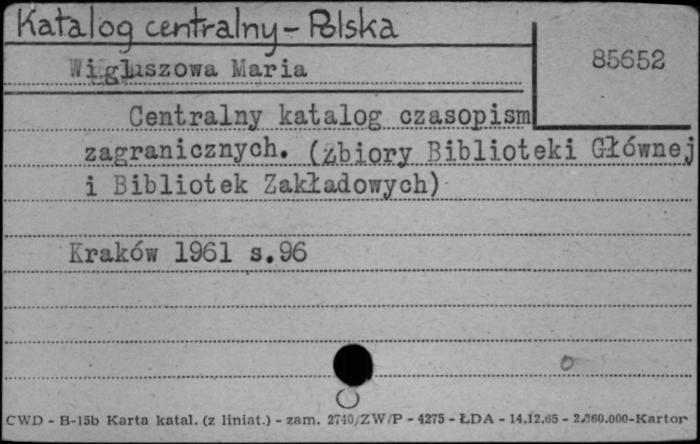 Katalog centralny - Polska
85652
Wigluszowa Maria
Centralny katalog czasopism
zagranicznych. (Zbiory Biblioteki Głównej
i Bibliotek Zakładowych)
Kraków 1961 s.96
CWD - B-15b Karta katal. (z liniat.) - zam. 2740/ZW/P - 4275 - ŁDA - 14.12.65 - 2.860.000-Kartor